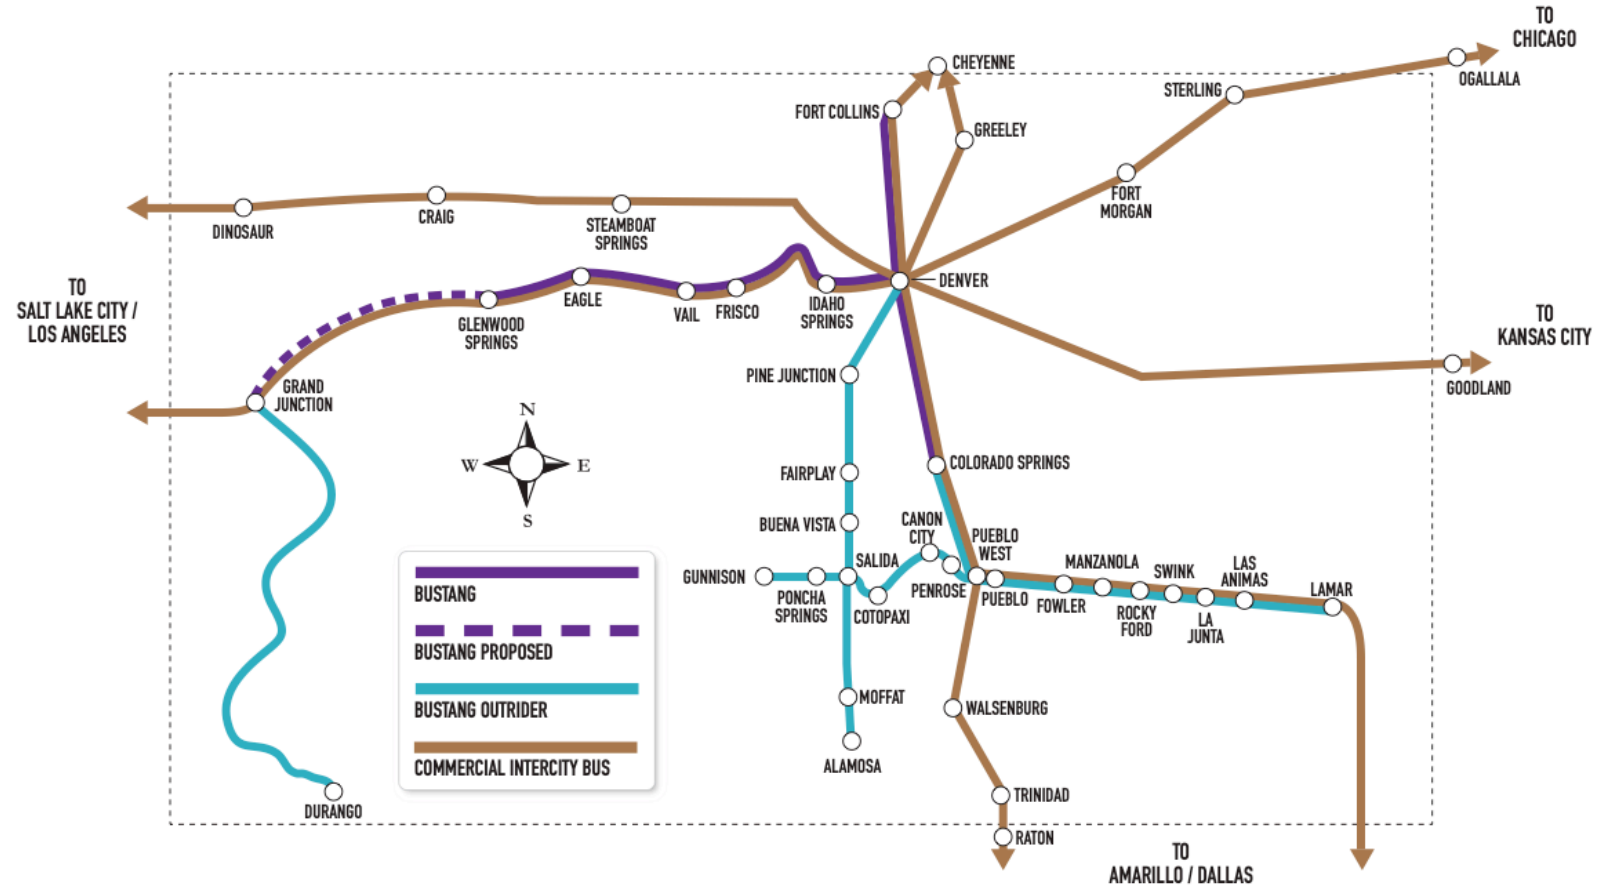 TO
CHICAGO
OGALLALA
CHEYENNE
STERLING
FORT COLLINS
GREELEY
FORT
MORGAN
DINOSAUR
CRAIG
STEAMBOAT
SPRINGS
TO
SALT LAKE CITY /
LOS ANGELES
EAGLE
VAIL
FRISCO
IDAHO
SPRINGS
DENVER
GLENWOOD
SPRINGS
TO
KANSAS CITY
GOODLAND
GRAND
JUNCTION
PINE JUNCTION
N
W
E
S
COLORADO SPRINGS
FAIRPLAY
BUENA VISTA
CANON
CITY
PUEBLO
WEST
GUNNISON
PONCHA
SPRINGS
SALIDA
COTOPAXI
PENROSE
PUEBLO
FOWLER
MANZANOLA
ROCKY
FORD
SWINK
LA
JUNTA
LAS
ANIMAS
LAMAR
BUSTANG
BUSTANG PROPOSED
BUSTANG OUTRIDER
COMMERCIAL INTERCITY BUS
MOFFAT
WALSENBURG
ALAMOSA
DURANGO
TRINIDAD
RATON
TO
AMARILLO / DALLAS